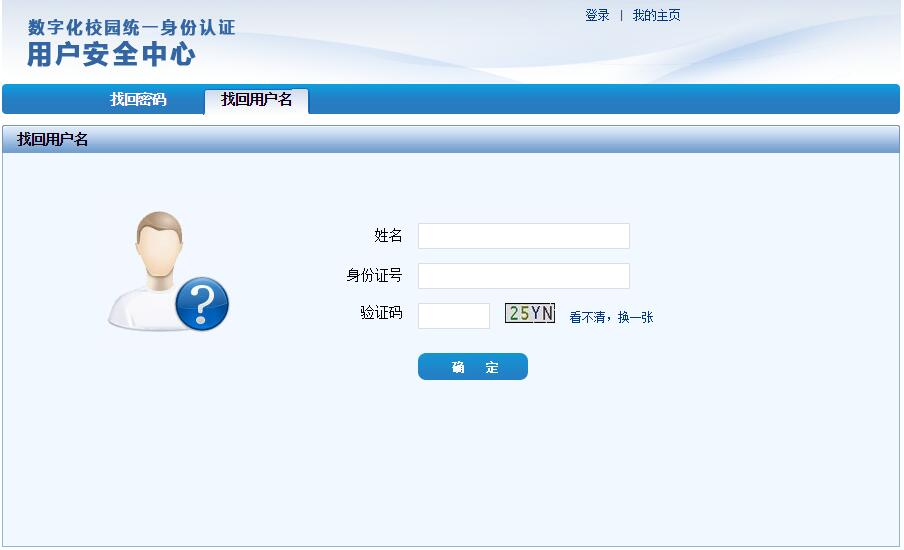 数字化校园统一身份认证
用户安全中心
登录 | 我的主页
找回密码 找回用户名
找回用户名
姓名
身份证号
验证码 25YN 看不清，换一张
确 定